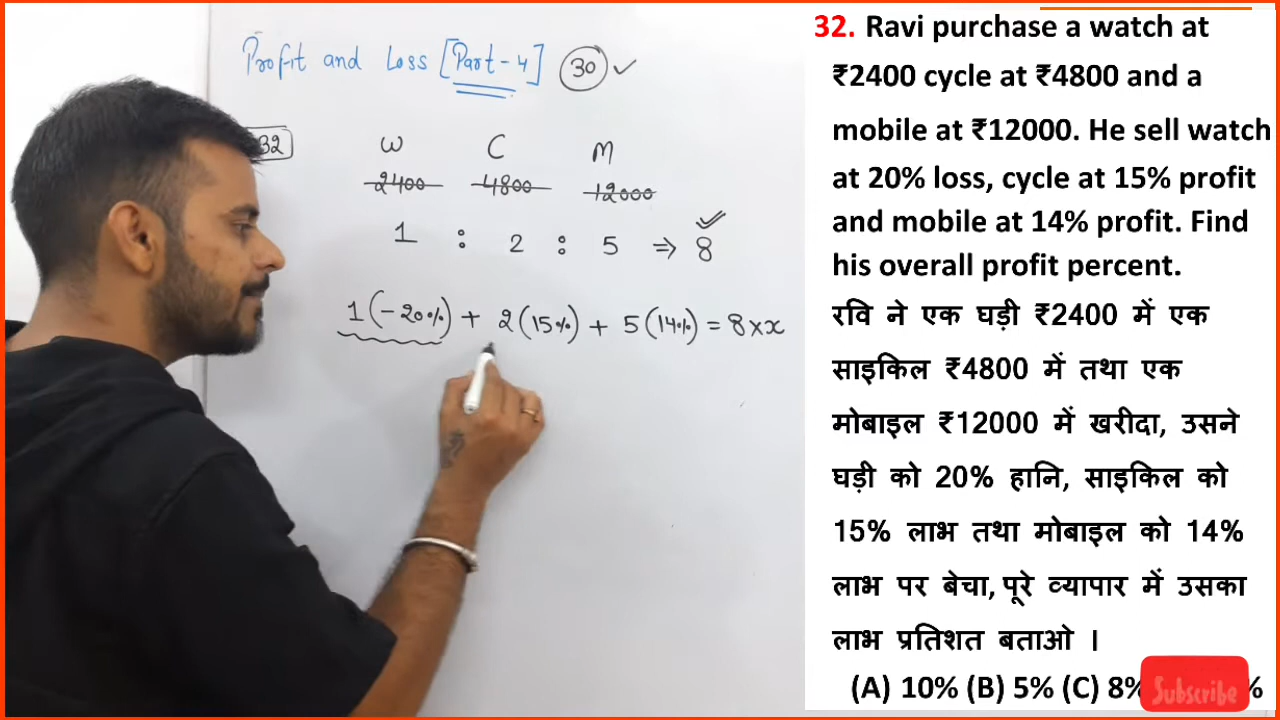 Profit and Loss [Part-4] 30 ✓
32
W C M
2400 4800 12000
1 : 2 : 5 ⇒ 8
1(-20%) + 2(15%) + 5(14%) = 8×x
32. Ravi purchase a watch at
₹2400 cycle at ₹4800 and a
mobile at ₹12000. He sell watch
at 20% loss, cycle at 15% profit
and mobile at 14% profit. Find
his overall profit percent.
रवि ने एक घड़ी ₹2400 में एक
साइकिल ₹4800 में तथा एक
मोबाइल ₹12000 में खरीदा, उसने
घड़ी को 20% हानि, साइकिल को
15% लाभ तथा मोबाइल को 14%
लाभ पर बेचा, पूरे व्यापार में उसका
लाभ प्रतिशत बताओ ।
(A) 10% (B) 5% (C) 8% %
Subscribe